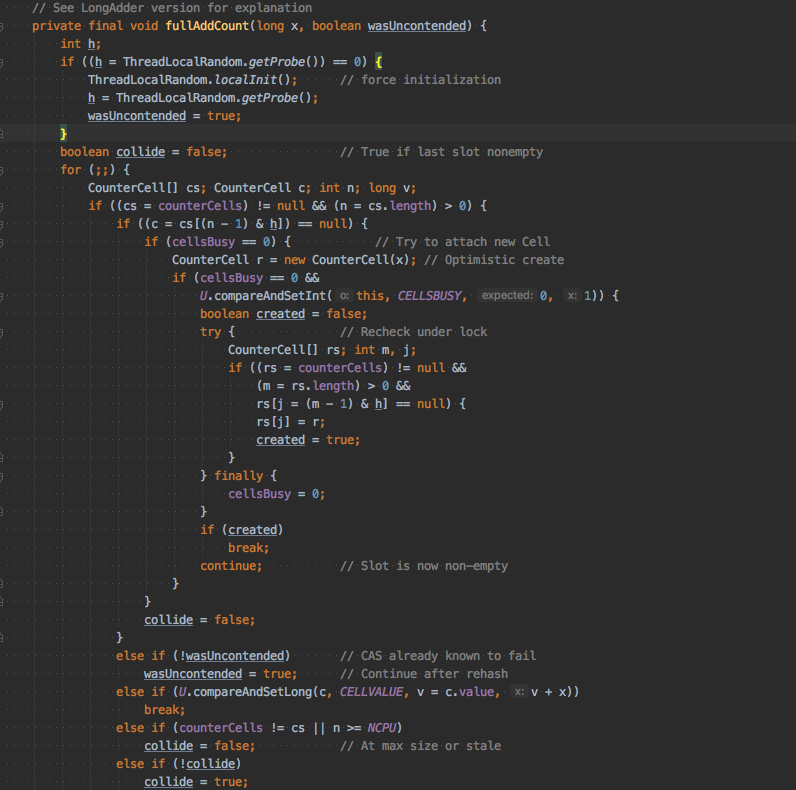 // See LongAdder version for explanation
private final void fullAddCount(long x, boolean wasUncontended) {
int h;
if ((h = ThreadLocalRandom.getProbe()) == 0) {
ThreadLocalRandom.localInit(); // force initialization
h = ThreadLocalRandom.getProbe();
wasUncontended = true;
}
boolean collide = false; // True if last slot nonempty
for (;;) {
CounterCell[] cs; CounterCell c; int n; long v;
if ((cs = counterCells) != null && (n = cs.length) > 0) {
if ((c = cs[(n - 1) & h]) == null) {
if (cellsBusy == 0) { // Try to attach new Cell
CounterCell r = new CounterCell(x); // Optimistic create
if (cellsBusy == 0 &&
U.compareAndSetInt( o: this, CELLSBUSY, expected: 0, x: 1)) {
boolean created = false;
try { // Recheck under lock
CounterCell[] rs; int m, j;
if ((rs = counterCells) != null &&
(m = rs.length) > 0 &&
rs[j = (m - 1) & h] == null) {
rs[j] = r;
created = true;
}
} finally {
cellsBusy = 0;
}
if (created)
break;
continue; // Slot is now non-empty
}
}
collide = false;
}
else if (!wasUncontended) // CAS already known to fail
wasUncontended = true; // Continue after rehash
else if (U.compareAndSetLong(c, CELLVALUE, v = c.value, x: v + x))
break;
else if (counterCells != cs || n >= NCPU)
collide = false; // At max size or stale
else if (!collide)
collide = true;